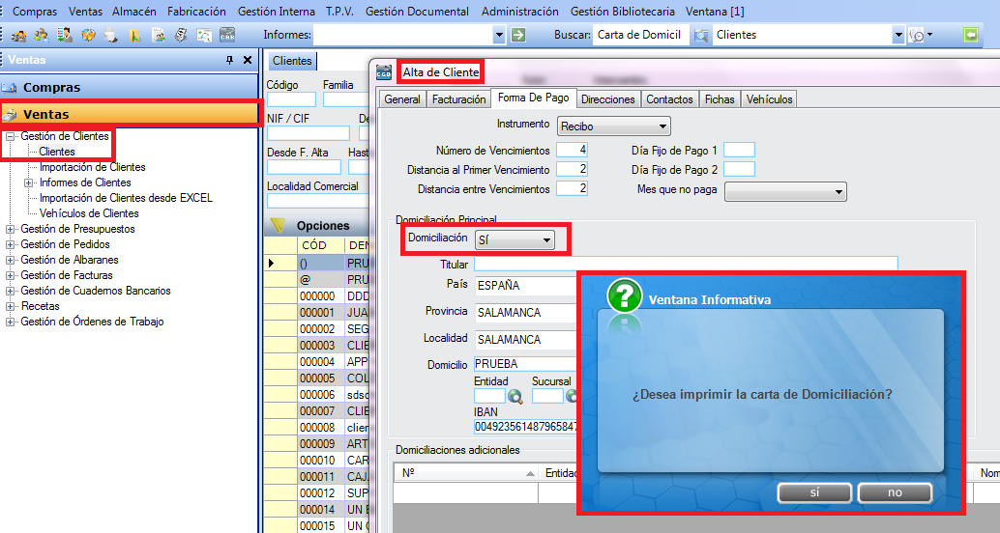 Compras Ventas Almacén Fabricación Gestión Interna T.P.V. Gestión Documental Administración Gestión Bibliotecaria Ventana [1]
Informes: Buscar: Carta de Domicil Clientes
Ventas
Compras
Ventas
Gestión de Clientes
Clientes
Importación de Clientes
Informes de Clientes
Importación de Clientes desde EXCEL
Vehículos de Clientes
Gestión de Presupuestos
Gestión de Pedidos
Gestión de Albaranes
Gestión de Facturas
Gestión de Cuadernos Bancarios
Recetas
Gestión de Órdenes de Trabajo
Clientes
Código Familia
NIF / CIF De
Desde F. Alta Hast
Localidad Comercial
Opciones
CÓD DEN
() PRU
@ PRU
000000 DDD
000001 JUA
000002 SEG
000003 CLIE
000004 APP
000005 COL
000006 sdsd
000007 CLIE
000008 clien
000009 ART
000010 CAR
000011 CAJ
000012 SUP
000014 UN E
000015 UN C
CGD
Alta de Cliente
General Facturación Forma De Pago Direcciones Contactos Fichas Vehículos
Instrumento Recibo
Número de Vencimientos 4 Día Fijo de Pago 1
Distancia al Primer Vencimiento 2 Día Fijo de Pago 2
Distancia entre Vencimientos 2 Mes que no paga
Domiciliación Principal
Domiciliación SÍ
Titular
País ESPAÑA
Provincia SALAMANCA
Localidad SALAMANCA
Domicilio PRUEBA
Entidad Sucursal
IBAN
004923561487965847
Domiciliaciones adicionales
Nº Entidad Nom
Ventana Informativa
¿Desea imprimir la carta de Domiciliación?
sí no